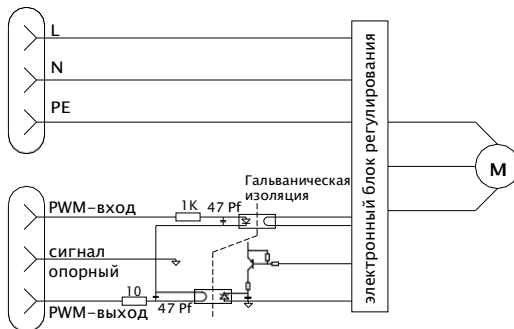 L
N
PE
электронный блок регулирования
M
Гальваническая
изоляция
PWM-вход
1K
47 Pf
сигнал
опорный
10
47 Pf
PWM-выход